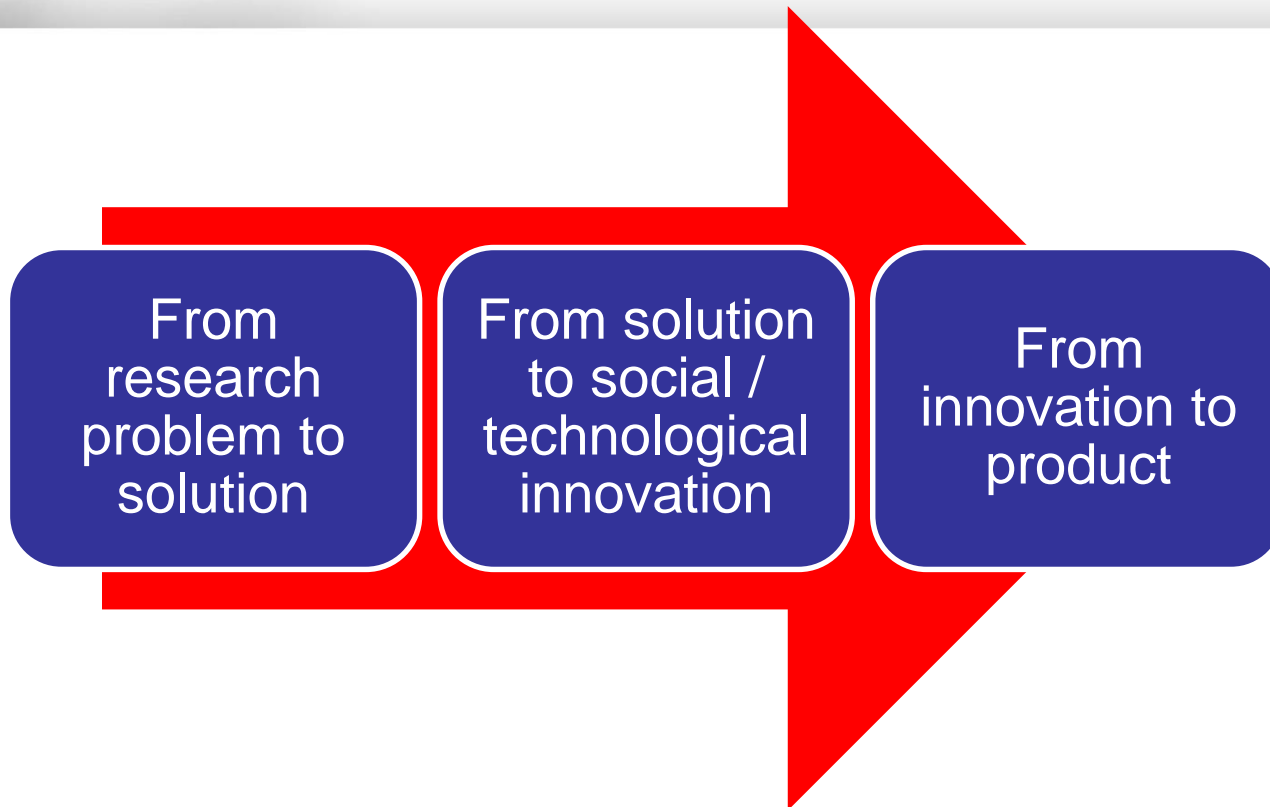 From
research
problem to
solution
From solution
to social /
technological
innovation
From
innovation to
product